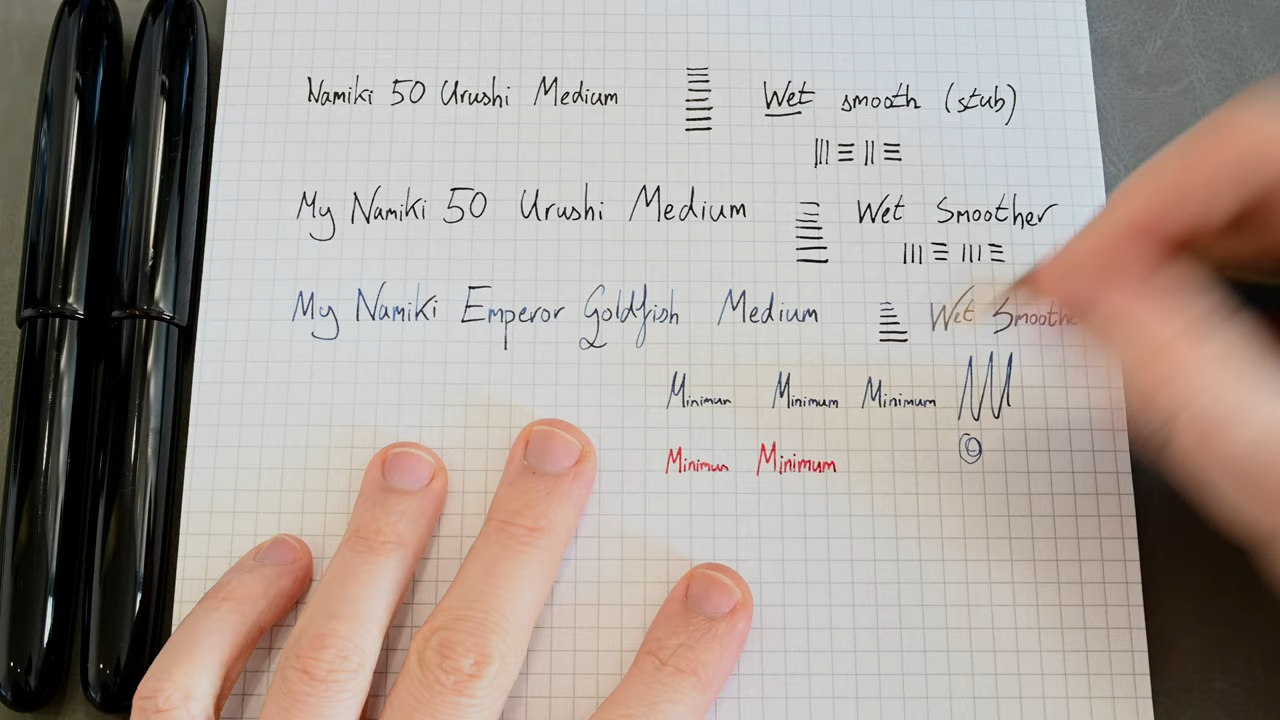 Namiki 50 Urushi Medium Wet smooth (stub)
My Namiki 50 Urushi Medium Wet Smoother
My Namiki Emperor Goldfish Medium Wet
Minimum Minimum Minimum
Minimum Minimum